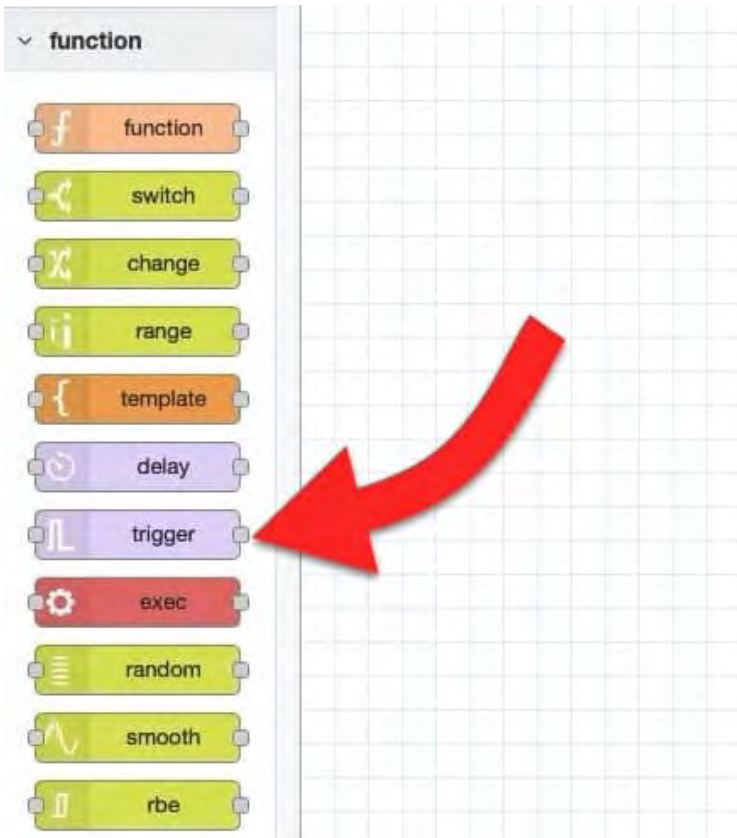 function
function
switch
change
range
template
delay
trigger
exec
random
smooth
rbe